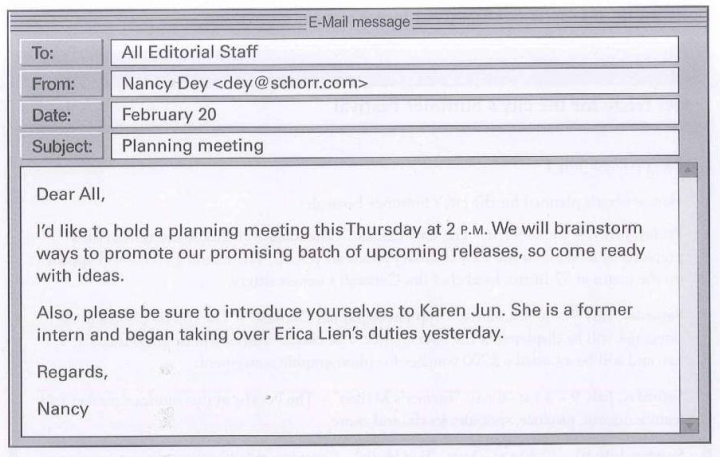 E-Mail message
To: All Editorial Staff
From: Nancy Dey <dey@schorr.com>
Date: February 20
Subject: Planning meeting
Dear All,
I'd like to hold a planning meeting this Thursday at 2 P.M. We will brainstorm
ways to promote our promising batch of upcoming releases, so come ready
with ideas.
Also, please be sure to introduce yourselves to Karen Jun. She is a former
intern and began taking over Erica Lien's duties yesterday.
Regards,
Nancy